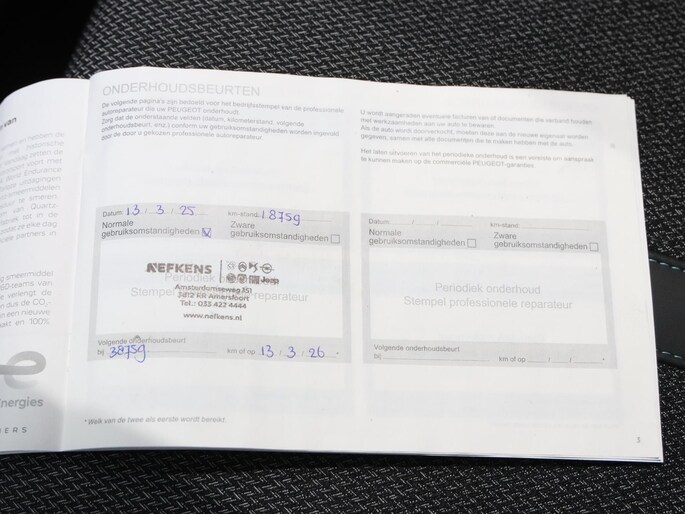 van
ONDERHOUDSBEURTEN
De volgende pagina's zijn bedoeld voor het bedrijfsstempel van de professionele
autoreparateur die uw PEUGEOT onderhoudt.
Zorg dat de onderstaande velden (datum, kilometerstand, volgende
onderhoudsbeurt, enz.) conform uw gebruiksomstandigheden worden ingevuld
door de door u gekozen professionele autoreparateur.
Datum 13 / 3 / 25 km-stand 18759
Normale gebruiksomstandigheden
Zware gebruiksomstandigheden
NEFKENS
Jeep
Periodiek onderhoud
Stempel professionele reparateur
Amsterdamseweg 151
3812 RR Amersfoort
Tel.: 033 422 4444
www.nefkens.nl
Volgende onderhoudsbeurt
bij 38759 km of op 13 / 3 / 26 *
* Welk van de twee als eerste wordt bereikt.
U wordt aangeraden eventuele facturen van of documenten die verband houden
met werkzaamheden aan uw auto te bewaren.
Als de auto wordt doorverkocht, moeten deze aan de nieuwe eigenaar worden
gegeven, samen met alle documenten die te maken hebben met de auto.
Het laten uitvoeren van het periodieke onderhoud is een vereiste om aanspraak
te kunnen maken op de commerciële PEUGEOT-garanties.
Datum / / km-stand
Normale gebruiksomstandigheden
Zware gebruiksomstandigheden
Periodiek onderhoud
Stempel professionele reparateur
Volgende onderhoudsbeurt
bij km of op / / *
3